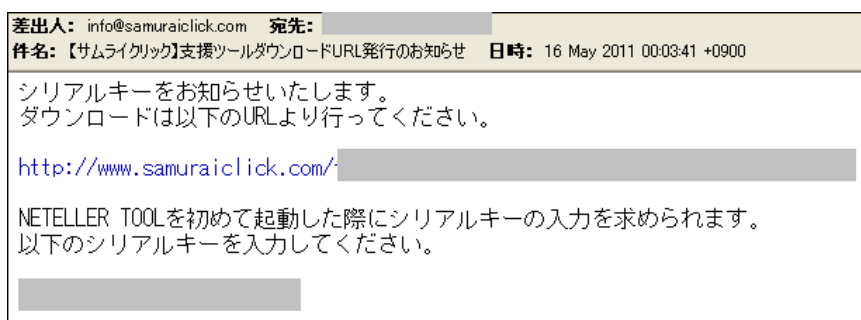 差出人： info@samuraiclick.com 宛先：
件名：【サムライクリック】支援ツールダウンロードURL発行のお知らせ 日時： 16 May 2011 00:03:41 +0900
シリアルキーをお知らせいたします。
ダウンロードは以下のURLより行ってください。
http://www.samuraiclick.com/
NETELLER TOOLを初めて起動した際にシリアルキーの入力を求められます。
以下のシリアルキーを入力してください。